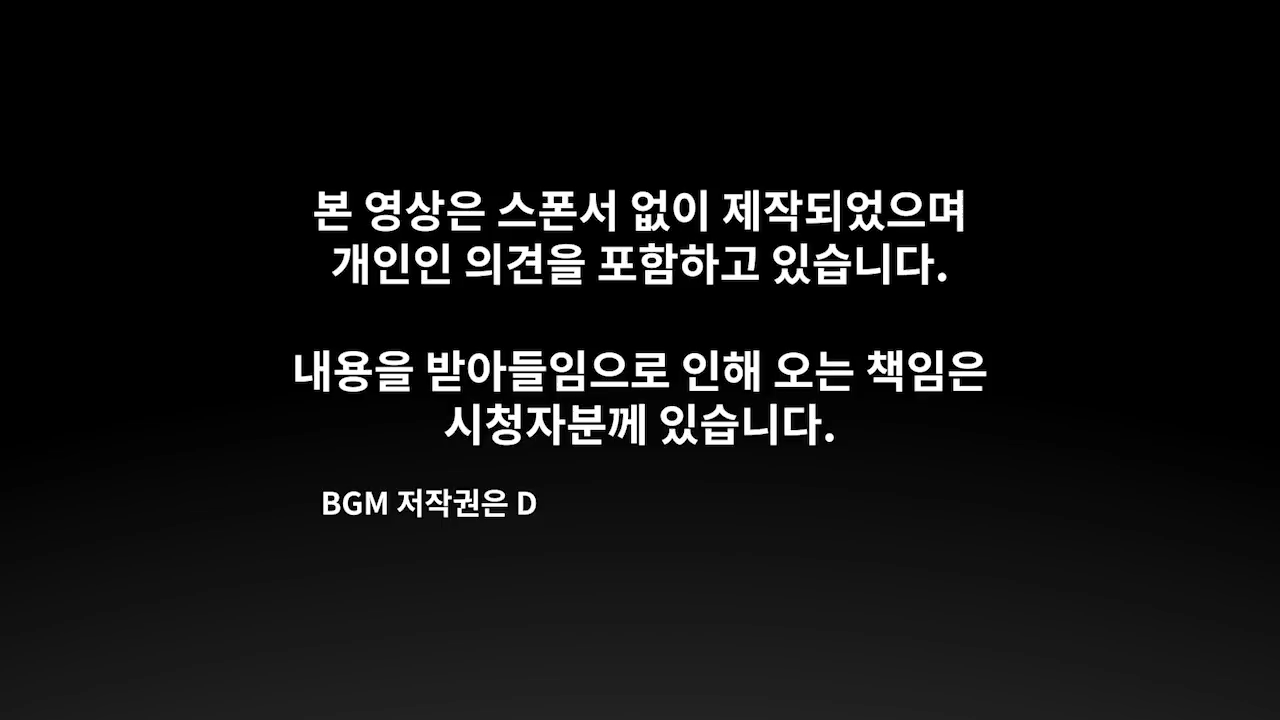 본 영상은 스폰서 없이 제작되었으며
개인인 의견을 포함하고 있습니다.
내용을 받아들임으로 인해 오는 책임은
시청자분께 있습니다.
BGM 저작권은 D